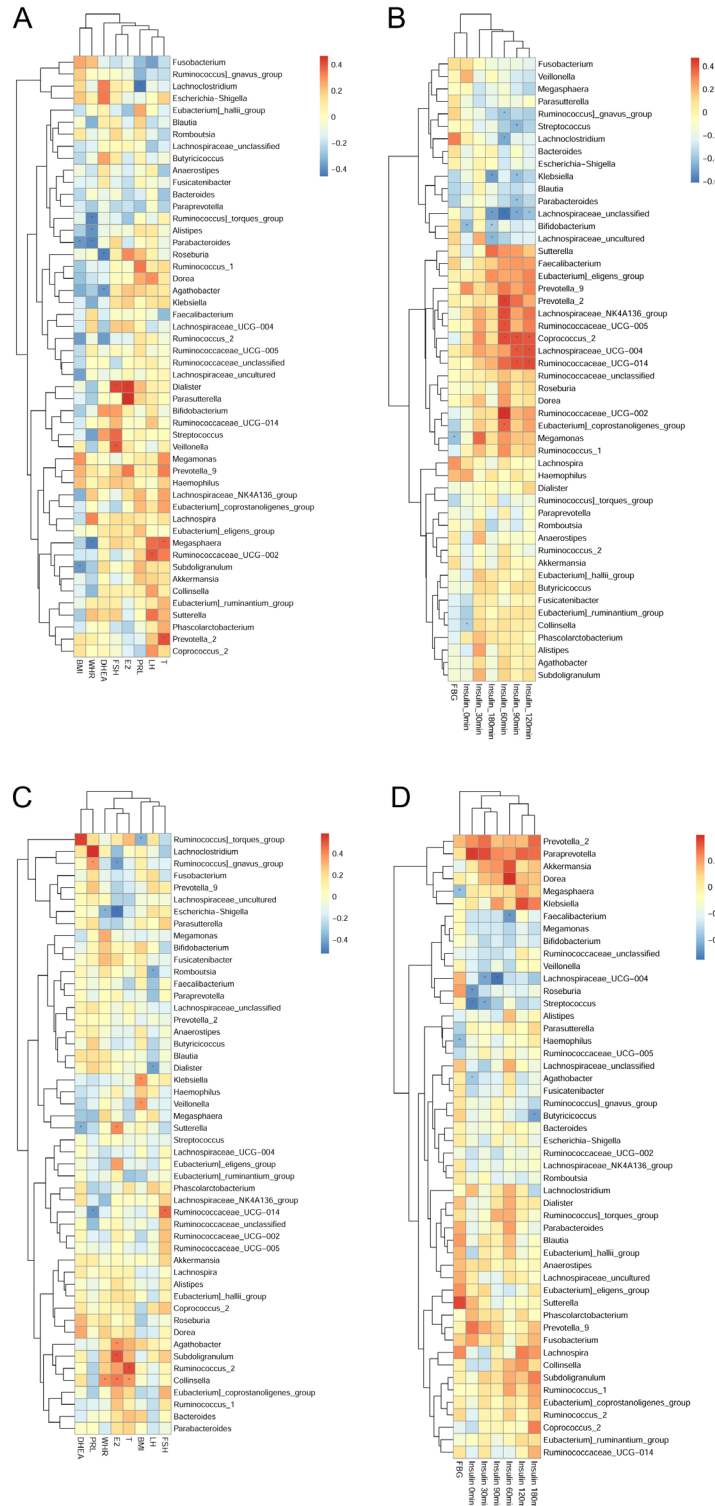 A
Fusobacterium
Ruminococcus]_gnavus_group
Lachnoclostridium
Escherichia-Shigella
Eubacterium]_hallii_group
Blautia
Romboutsia
Lachnospiraceae_unclassified
Butyricicoccus
Anaerostipes
Fusicatenibacter
Bacteroides
Paraprevotella
Ruminococcus]_torques_group
Alistipes
Parabacteroides
Roseburia
Ruminococcus_1
Dorea
Agathobacter
Klebsiella
Faecalibacterium
Lachnospiraceae_UCG-004
Ruminococcus_2
Ruminococcaceae_UCG-005
Ruminococcaceae_unclassified
Lachnospiraceae_uncultured
Dialister
Parasutterella
Bifidobacterium
Ruminococcaceae_UCG-014
Streptococcus
Veillonella
Megamonas
Prevotella_9
Haemophilus
Lachnospiraceae_NK4A136_group
Eubacterium]_coprostanoligenes_group
Lachnospira
Eubacterium]_eligens_group
Megasphaera
Ruminococcaceae_UCG-002
Subdoligranulum
Akkermansia
Collinsella
Eubacterium]_ruminantium_group
Sutterella
Phascolarctobacterium
Prevotella_2
Coprococcus_2
BMI
WHR
DHEA
FSH
E2
PRL
LH
T
0.4
0.2
0
-0.2
-0.4
B
Fusobacterium
Veillonella
Megasphaera
Parasutterella
Ruminococcus]_gnavus_group
Streptococcus
Lachnoclostridium
Bacteroides
Escherichia-Shigella
Klebsiella
Blautia
Parabacteroides
Lachnospiraceae_unclassified
Bifidobacterium
Lachnospiraceae_uncultured
Sutterella
Faecalibacterium
Eubacterium]_eligens_group
Prevotella_9
Prevotella_2
Lachnospiraceae_NK4A136_group
Ruminococcaceae_UCG-005
Coprococcus_2
Lachnospiraceae_UCG-004
Ruminococcaceae_UCG-014
Ruminococcaceae_unclassified
Roseburia
Dorea
Ruminococcaceae_UCG-002
Eubacterium]_coprostanoligenes_group
Megamonas
Ruminococcus_1
Lachnospira
Haemophilus
Dialister
Ruminococcus]_torques_group
Paraprevotella
Romboutsia
Anaerostipes
Ruminococcus_2
Akkermansia
Eubacterium]_hallii_group
Butyricicoccus
Fusicatenibacter
Eubacterium]_ruminantium_group
Collinsella
Phascolarctobacterium
Alistipes
Agathobacter
Subdoligranulum
FBG
Insulin_0min
Insulin_30min
Insulin_180min
Insulin_60min
Insulin_90min
Insulin_120min
0.4
0.2
0
-0.2
-0.4
C
Ruminococcus]_torques_group
Lachnoclostridium
Ruminococcus]_gnavus_group
Fusobacterium
Prevotella_9
Lachnospiraceae_uncultured
Escherichia-Shigella
Parasutterella
Megamonas
Bifidobacterium
Fusicatenibacter
Romboutsia
Faecalibacterium
Paraprevotella
Lachnospiraceae_unclassified
Prevotella_2
Anaerostipes
Butyricicoccus
Blautia
Dialister
Klebsiella
Haemophilus
Veillonella
Megasphaera
Sutterella
Streptococcus
Lachnospiraceae_UCG-004
Eubacterium]_eligens_group
Eubacterium]_ruminantium_group
Phascolarctobacterium
Lachnospiraceae_NK4A136_group
Ruminococcaceae_UCG-014
Ruminococcaceae_unclassified
Ruminococcaceae_UCG-002
Ruminococcaceae_UCG-005
Akkermansia
Lachnospira
Alistipes
Eubacterium]_hallii_group
Coprococcus_2
Roseburia
Dorea
Agathobacter
Subdoligranulum
Ruminococcus_2
Collinsella
Eubacterium]_coprostanoligenes_group
Ruminococcus_1
Bacteroides
Parabacteroides
DHEA
PRL
WHR
E2
T
BMI
LH
FSH
0.4
0.2
0
-0.2
-0.4
D
Prevotella_2
Paraprevotella
Akkermansia
Dorea
Megasphaera
Klebsiella
Faecalibacterium
Megamonas
Bifidobacterium
Ruminococcaceae_unclassified
Veillonella
Lachnospiraceae_UCG-004
Roseburia
Streptococcus
Alistipes
Parasutterella
Haemophilus
Ruminococcaceae_UCG-005
Lachnospiraceae_unclassified
Agathobacter
Fusicatenibacter
Ruminococcus]_gnavus_group
Butyricicoccus
Bacteroides
Escherichia-Shigella
Ruminococcaceae_UCG-002
Lachnospiraceae_NK4A136_group
Romboutsia
Lachnoclostridium
Dialister
Ruminococcus]_torques_group
Parabacteroides
Blautia
Eubacterium]_hallii_group
Anaerostipes
Lachnospiraceae_uncultured
Eubacterium]_eligens_group
Sutterella
Phascolarctobacterium
Prevotella_9
Fusobacterium
Lachnospira
Collinsella
Subdoligranulum
Ruminococcus_1
Eubacterium]_coprostanoligenes_group
Ruminococcus_2
Coprococcus_2
Eubacterium]_ruminantium_group
Ruminococcaceae_UCG-014
FBG
Insulin 0min
Insulin 30mi
Insulin 90mi
Insulin 60mi
Insulin 120m
Insulin 180m